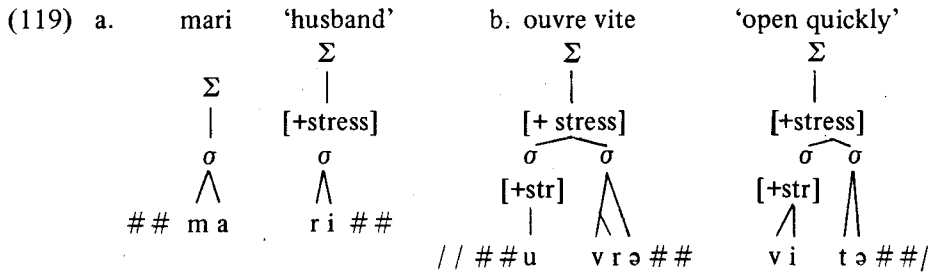 (119) a. mari 'husband' b. ouvre vite 'open quickly'
Σ Σ Σ
Σ
[+stress] [+ stress] [+stress]
σ σ σ σ σ σ
[+str] [+str]
## m a r i ## // ## u v r ə ## v i t ə ##/